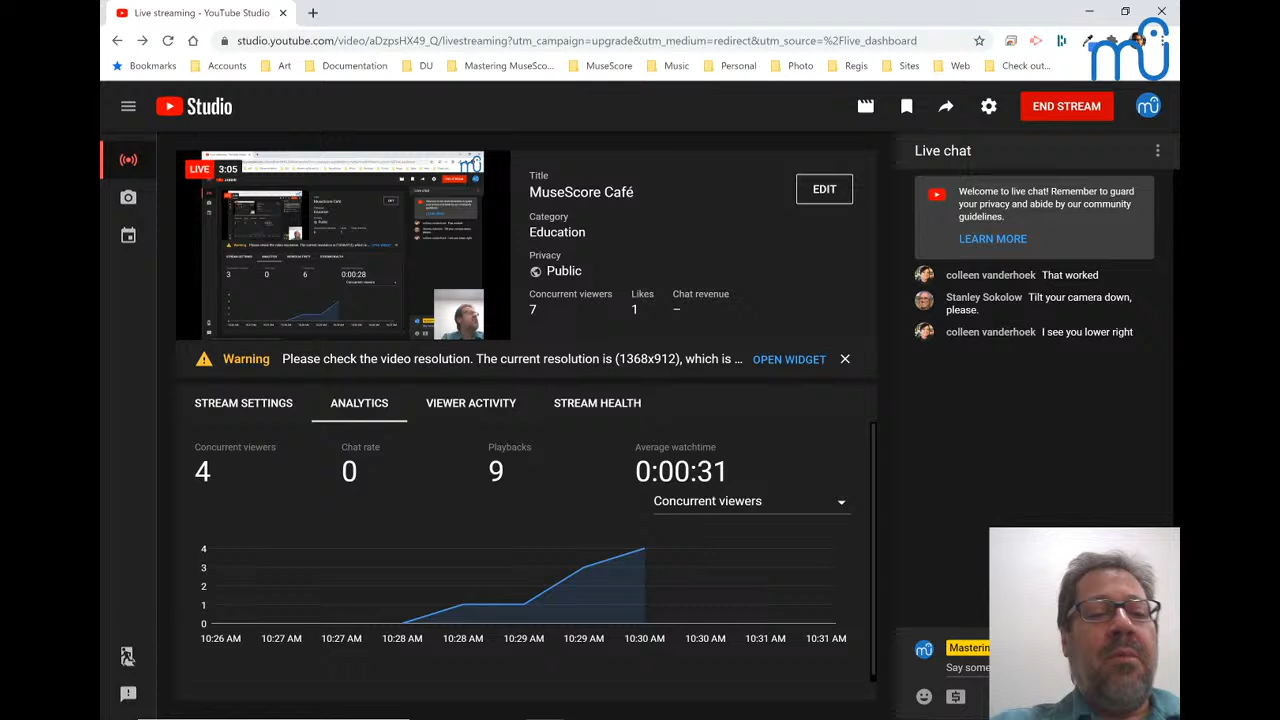 Live streaming - YouTube Studio
studio.youtube.com/video/aDzpsHX49_Q/livestreaming?utm_campaign=upgrade&utm_medium=redirect&utm_source=%2Flive_dashboard
Bookmarks Accounts Art Documentation DU Mastering MuseSco... MuseScore Music Personal Photo Regis Sites Web Check out...
Studio
END STREAM
LIVE 3:05
Title
MuseScore Café
EDIT
Category
Education
Privacy
Public
Concurrent viewers Likes Chat revenue
7 1 –
Warning Please check the video resolution. The current resolution is (1368x912), which is ... OPEN WIDGET
STREAM SETTINGS ANALYTICS VIEWER ACTIVITY STREAM HEALTH
Concurrent viewers Chat rate Playbacks Average watchtime
4 0 9 0:00:31
Concurrent viewers
4
3
2
1
0
10:26 AM 10:27 AM 10:27 AM 10:28 AM 10:28 AM 10:29 AM 10:29 AM 10:30 AM 10:30 AM 10:31 AM 10:31 AM
Live chat
Welcome to live chat! Remember to guard
your privacy and abide by our community
guidelines.
LEARN MORE
colleen vanderhoek That worked
Stanley Sokolow Tilt your camera down,
please.
colleen vanderhoek I see you lower right
Mastering
Say some